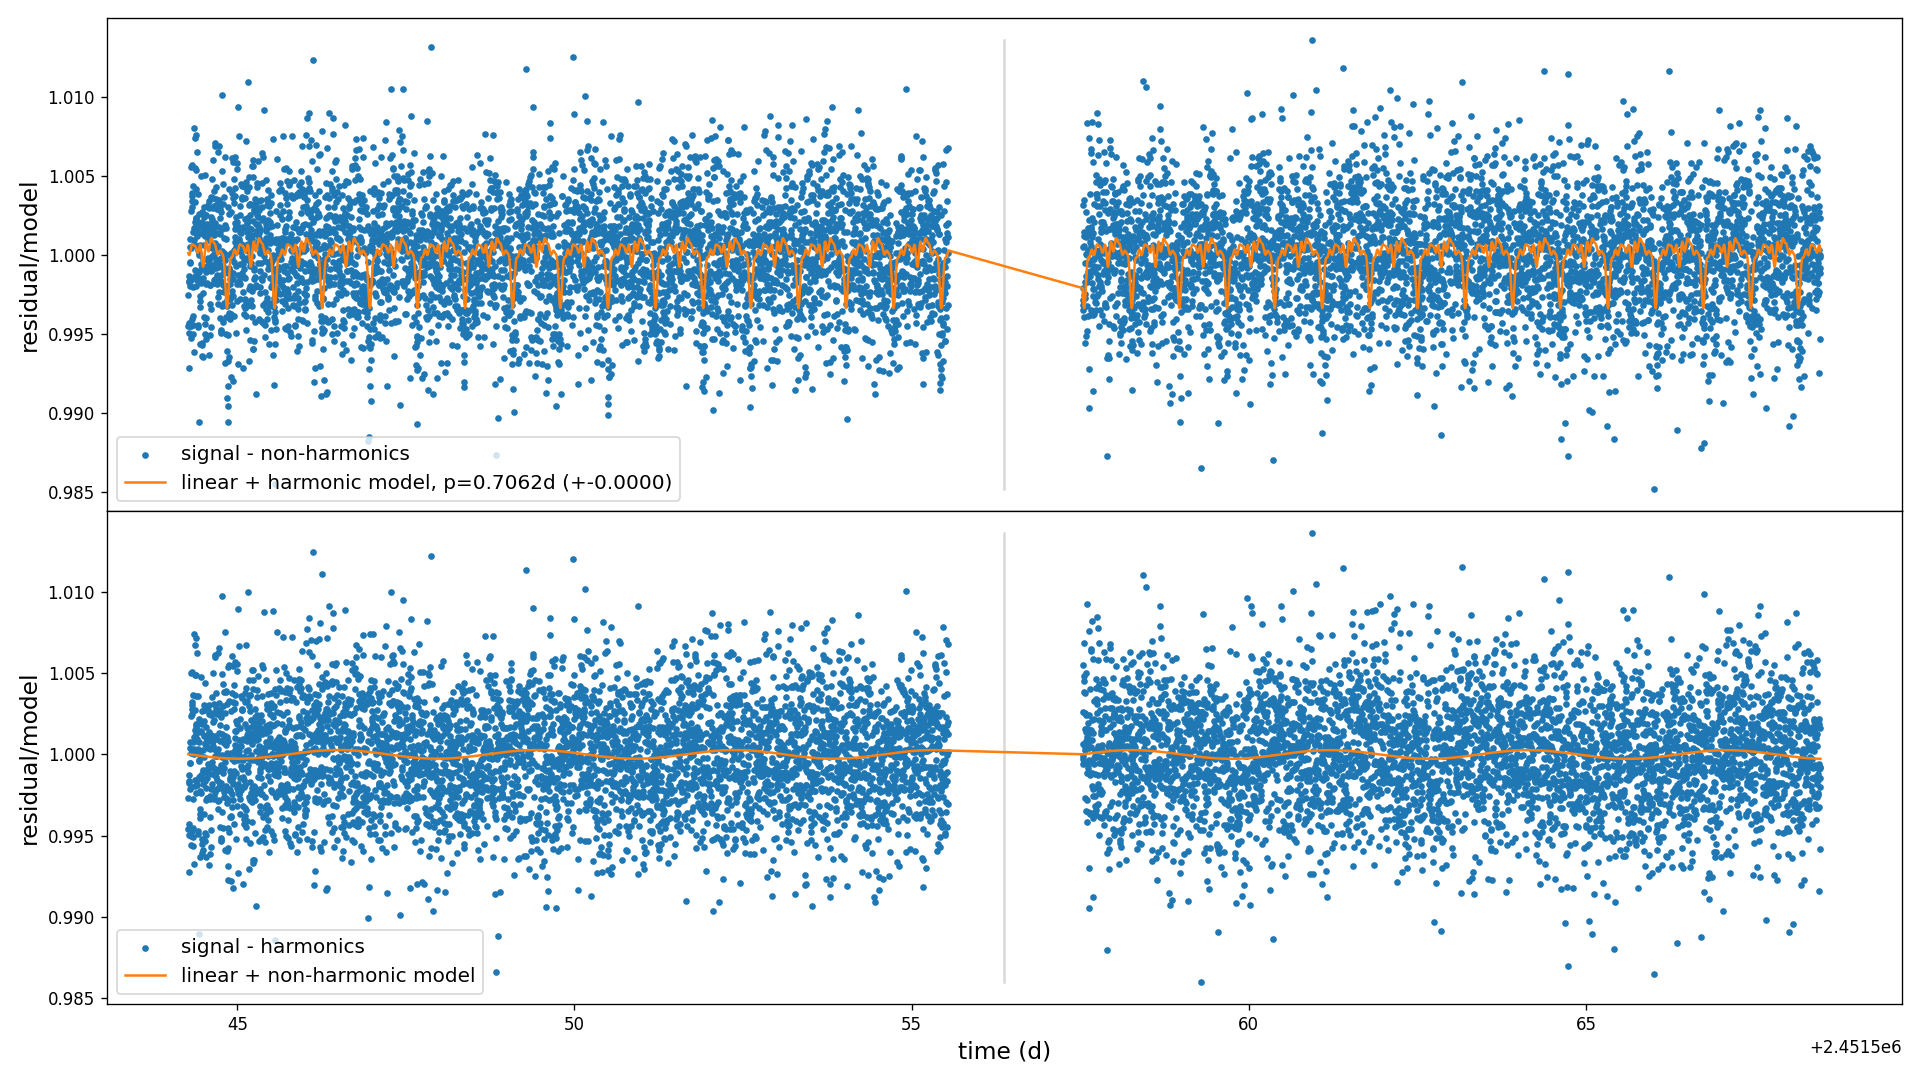 residual/model
1.010
1.005
1.000
0.995
0.990
0.985
signal - non-harmonics
linear + harmonic model, p=0.7062d (+-0.0000)
residual/model
1.010
1.005
1.000
0.995
0.990
0.985
signal - harmonics
linear + non-harmonic model
45
50
55
60
65
time (d)
+2.4515e6